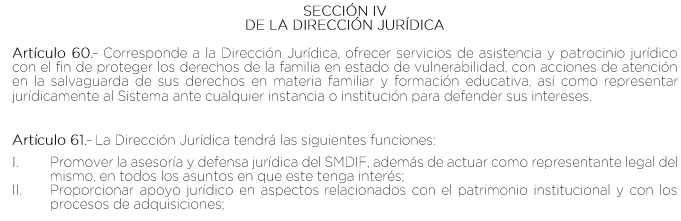 SECCIÓN IV
DE LA DIRECCIÓN JURÍDICA
Artículo 60.- Corresponde a la Dirección Jurídica, ofrecer servicios de asistencia y patrocinio jurídico
con el fin de proteger los derechos de la familia en estado de vulnerabilidad, con acciones de atención
en la salvaguarda de sus derechos en materia familiar y formación educativa, así como representar
jurídicamente al Sistema ante cualquier instancia o institución para defender sus intereses.
Artículo 61.- La Dirección Jurídica tendrá las siguientes funciones:
I. Promover la asesoría y defensa jurídica del SMDIF, además de actuar como representante legal del
mismo, en todos los asuntos en que este tenga interés;
II. Proporcionar apoyo jurídico en aspectos relacionados con el patrimonio institucional y con los
procesos de adquisiciones;